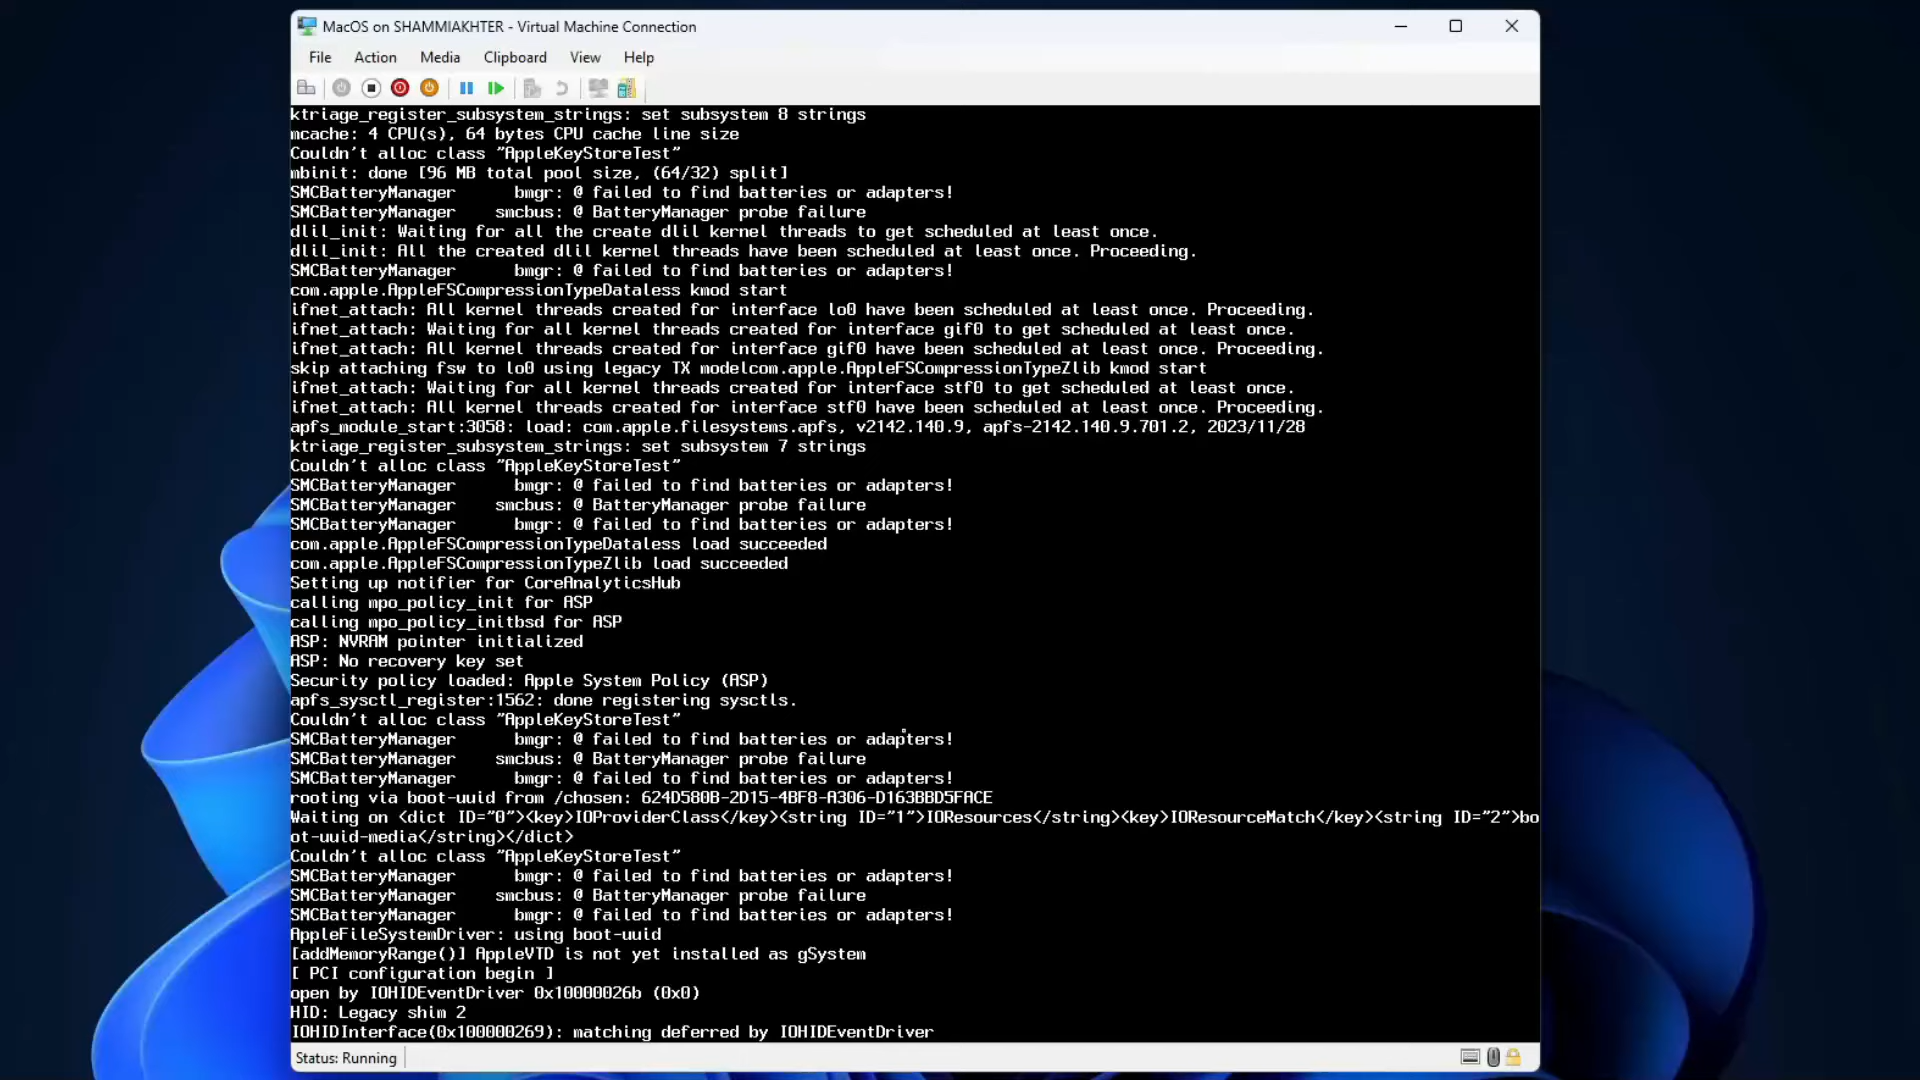 MacOS on SHAMMIAKHTER - Virtual Machine Connection
File Action Media Clipboard View Help
ktriage_register_subsystem_strings: set subsystem 8 strings
mcache: 4 CPU(s), 64 bytes CPU cache line size
Couldn't alloc class "AppleKeyStoreTest"
mbinit: done [96 MB total pool size, (64/32) split]
SMCBatteryManager      bmgr: @ failed to find batteries or adapters!
SMCBatteryManager    smcbus: @ BatteryManager probe failure
dlil_init: Waiting for all the create dlil kernel threads to get scheduled at least once.
dlil_init: All the created dlil kernel threads have been scheduled at least once. Proceeding.
SMCBatteryManager      bmgr: @ failed to find batteries or adapters!
com.apple.AppleFSCompressionTypeDataless kmod start
ifnet_attach: All kernel threads created for interface lo0 have been scheduled at least once. Proceeding.
ifnet_attach: Waiting for all kernel threads created for interface gif0 to get scheduled at least once.
ifnet_attach: All kernel threads created for interface gif0 have been scheduled at least once. Proceeding.
skip attaching fsw to lo0 using legacy TX modelcom.apple.AppleFSCompressionTypeZlib kmod start
ifnet_attach: Waiting for all kernel threads created for interface stf0 to get scheduled at least once.
ifnet_attach: All kernel threads created for interface stf0 have been scheduled at least once. Proceeding.
apfs_module_start:3058: load: com.apple.filesystems.apfs, v2142.140.9, apfs-2142.140.9.701.2, 2023/11/28
ktriage_register_subsystem_strings: set subsystem 7 strings
Couldn't alloc class "AppleKeyStoreTest"
SMCBatteryManager      bmgr: @ failed to find batteries or adapters!
SMCBatteryManager    smcbus: @ BatteryManager probe failure
SMCBatteryManager      bmgr: @ failed to find batteries or adapters!
com.apple.AppleFSCompressionTypeDataless load succeeded
com.apple.AppleFSCompressionTypeZlib load succeeded
Setting up notifier for CoreAnalyticsHub
calling mpo_policy_init for ASP
calling mpo_policy_initbsd for ASP
ASP: NVRAM pointer initialized
ASP: No recovery key set
Security policy loaded: Apple System Policy (ASP)
apfs_sysctl_register:1562: done registering sysctls.
Couldn't alloc class "AppleKeyStoreTest"
SMCBatteryManager      bmgr: @ failed to find batteries or adapters!
SMCBatteryManager    smcbus: @ BatteryManager probe failure
SMCBatteryManager      bmgr: @ failed to find batteries or adapters!
rooting via boot-uuid from /chosen: 624D580B-2D15-4BF8-A306-D163BBD5FACE
Waiting on <dict ID="0"><key>IOProviderClass</key><string ID="1">IOResources</string><key>IOResourceMatch</key><string ID="2">bo
ot-uuid-media</string></dict>
Couldn't alloc class "AppleKeyStoreTest"
SMCBatteryManager      bmgr: @ failed to find batteries or adapters!
SMCBatteryManager    smcbus: @ BatteryManager probe failure
SMCBatteryManager      bmgr: @ failed to find batteries or adapters!
AppleFileSystemDriver: using boot-uuid
[addMemoryRange()] AppleVTD is not yet installed as gSystem
[ PCI configuration begin ]
open by IOHIDEventDriver 0x10000026b (0x0)
HID: Legacy shim 2
IOHIDInterface(0x100000269): matching deferred by IOHIDEventDriver
Status: Running